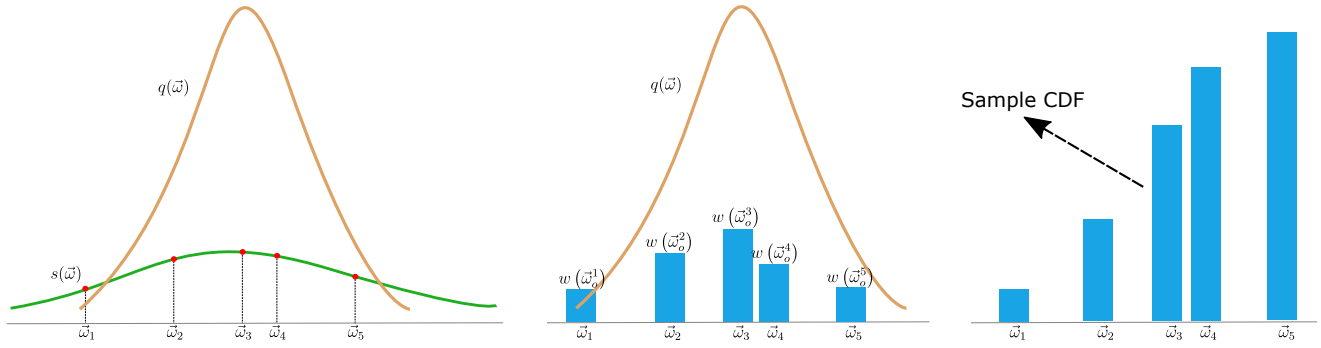 q(ω⃗)
s(ω⃗)
ω⃗₁ ω⃗₂ ω⃗₃ ω⃗₄ ω⃗₅
q(ω⃗)
w(ω⃗ₒ³)
w(ω⃗ₒ²)
w(ω⃗ₒ⁴)
w(ω⃗ₒ¹)
w(ω⃗ₒ⁵)
ω⃗₁ ω⃗₂ ω⃗₃ ω⃗₄ ω⃗₅
Sample CDF
ω⃗₁ ω⃗₂ ω⃗₃ ω⃗₄ ω⃗₅